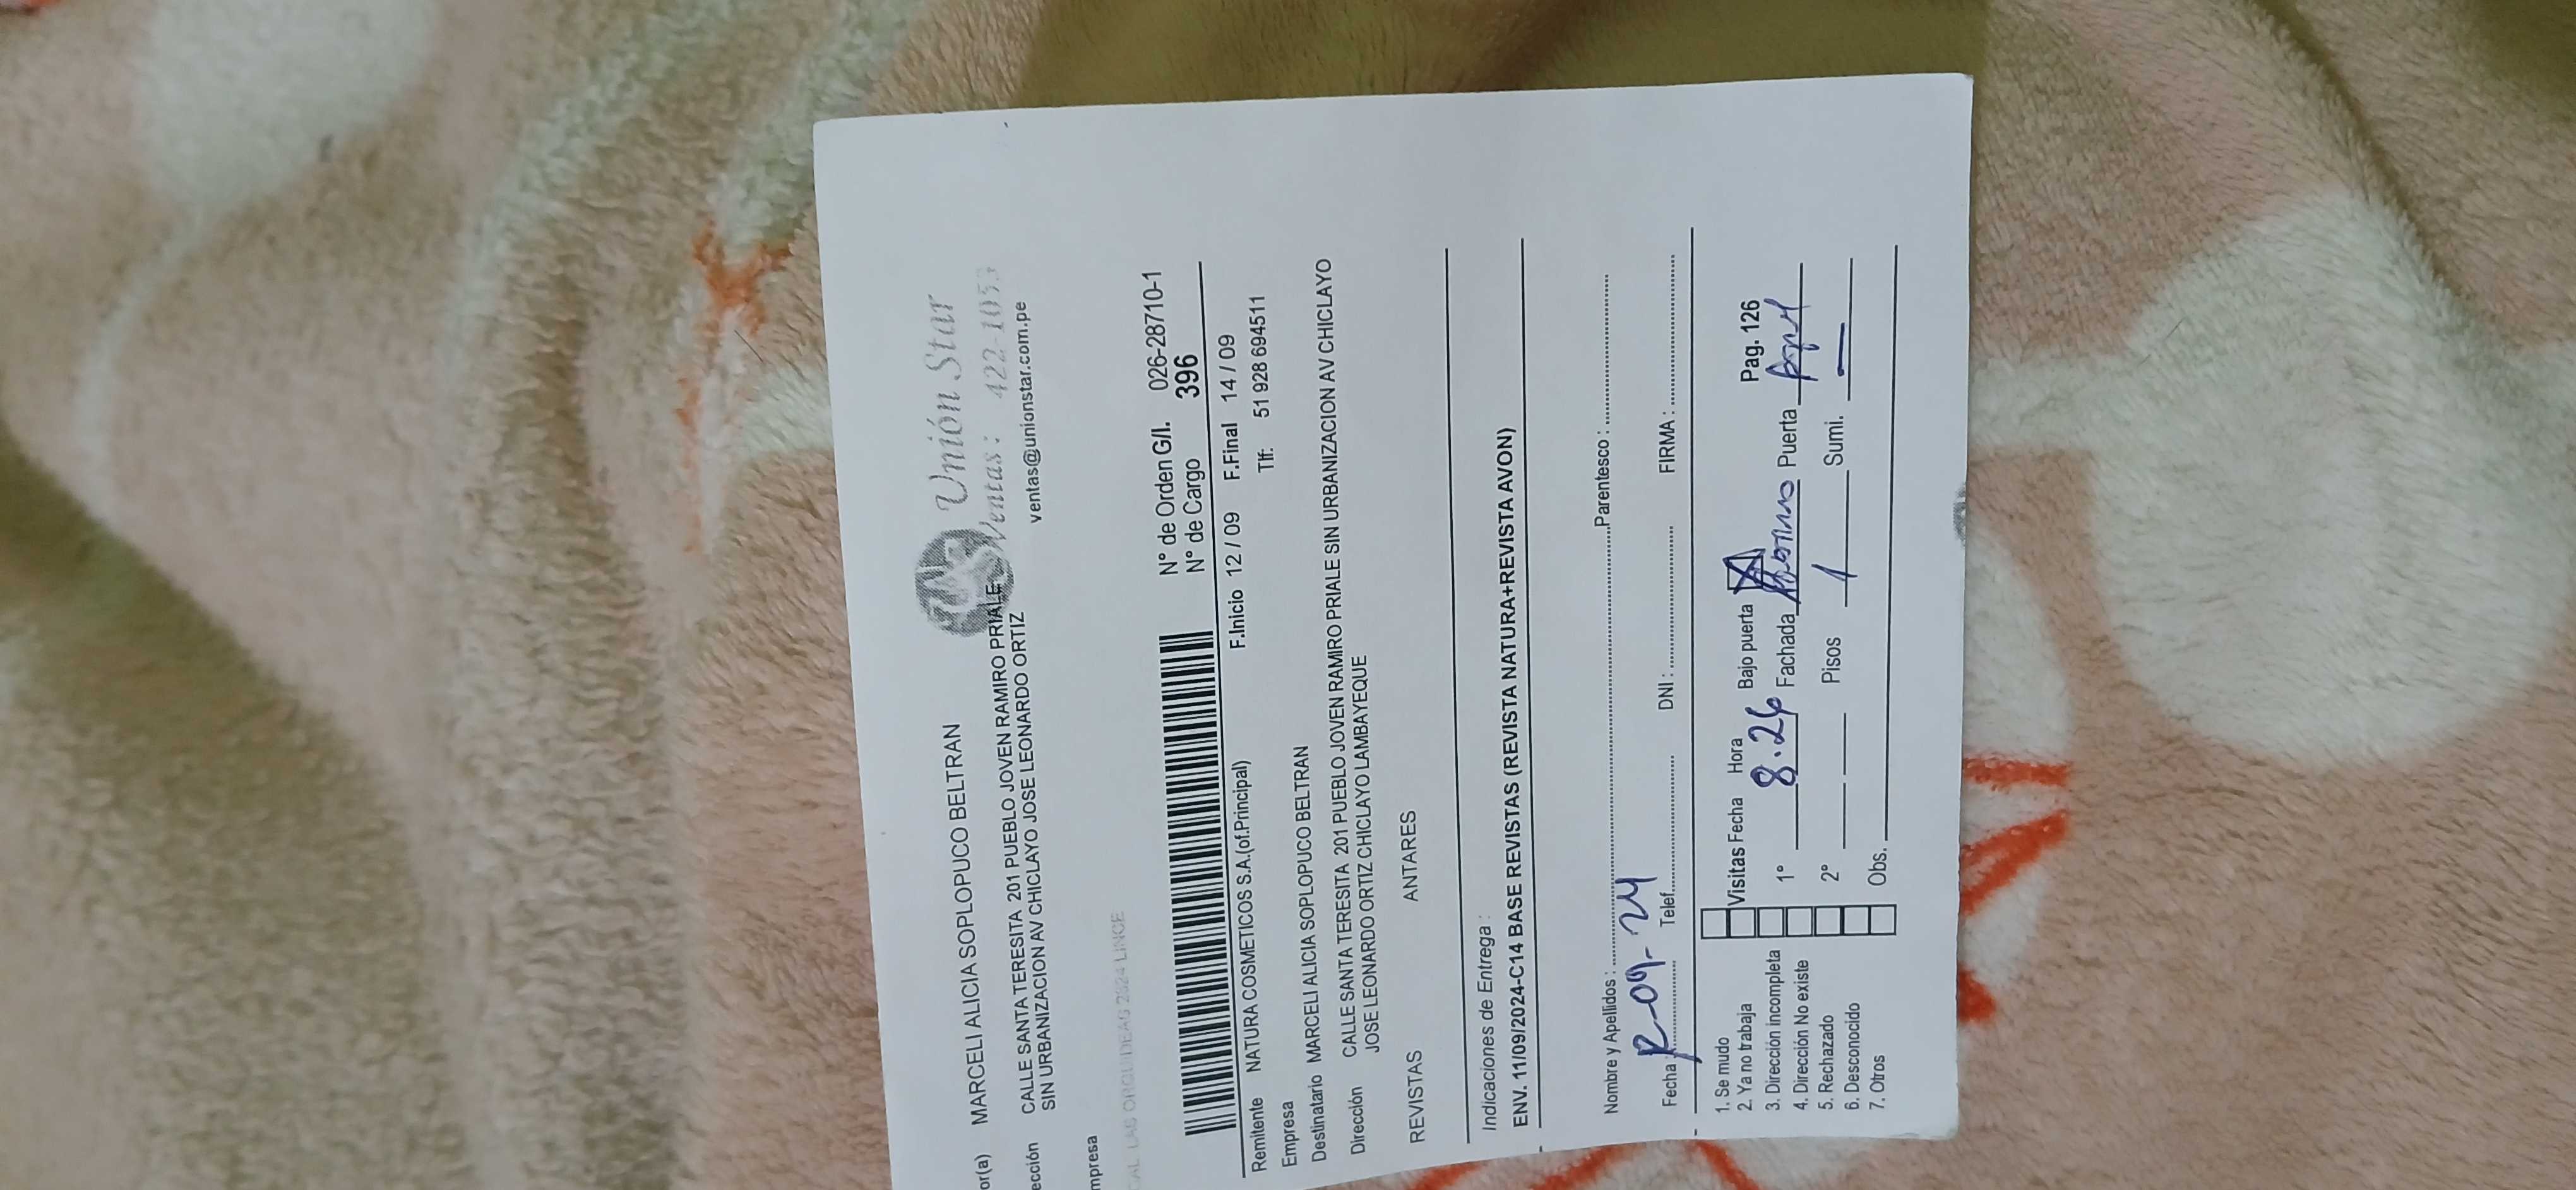 Unión Star
Ventas: 422-1053
ventas@unionstar.com.pe
or(a) MARCELI ALICIA SOPLOPUCO BELTRAN
ección CALLE SANTA TERESITA 201 PUEBLO JOVEN RAMIRO PRIALE
SIN URBANIZACION AV CHICLAYO JOSE LEONARDO ORTIZ
mpresa
CAL. LAS ORQUIDEAS LINCE
N° de Orden G/l. 026-28710-1
N° de Cargo 396
F.Inicio 12 / 09 F.Final 14 / 09
Remitente NATURA COSMETICOS S.A.(of.Principal)
Tlf: 51 928 694511
Empresa
Destinatario MARCELI ALICIA SOPLOPUCO BELTRAN
Dirección CALLE SANTA TERESITA 201 PUEBLO JOVEN RAMIRO PRIALE SIN URBANIZACION AV CHICLAYO
JOSE LEONARDO ORTIZ CHICLAYO LAMBAYEQUE
REVISTAS ANTARES
Indicaciones de Entrega :
ENV. 11/09/2024-C14 BASE REVISTAS (REVISTA NATURA+REVISTA AVON)
Nombre y Apellidos : Parentesco :
Fecha -09-24 Telef. DNI : FIRMA :
1. Se mudo Visitas Fecha Hora Bajo puerta Pag. 126
2. Ya no trabaja
3. Dirección incompleta 1° 8.26 Fachada Puerta
4. Dirección No existe
5. Rechazado 2° Pisos 1 Sumi. —
6. Desconocido
7. Otros Obs.